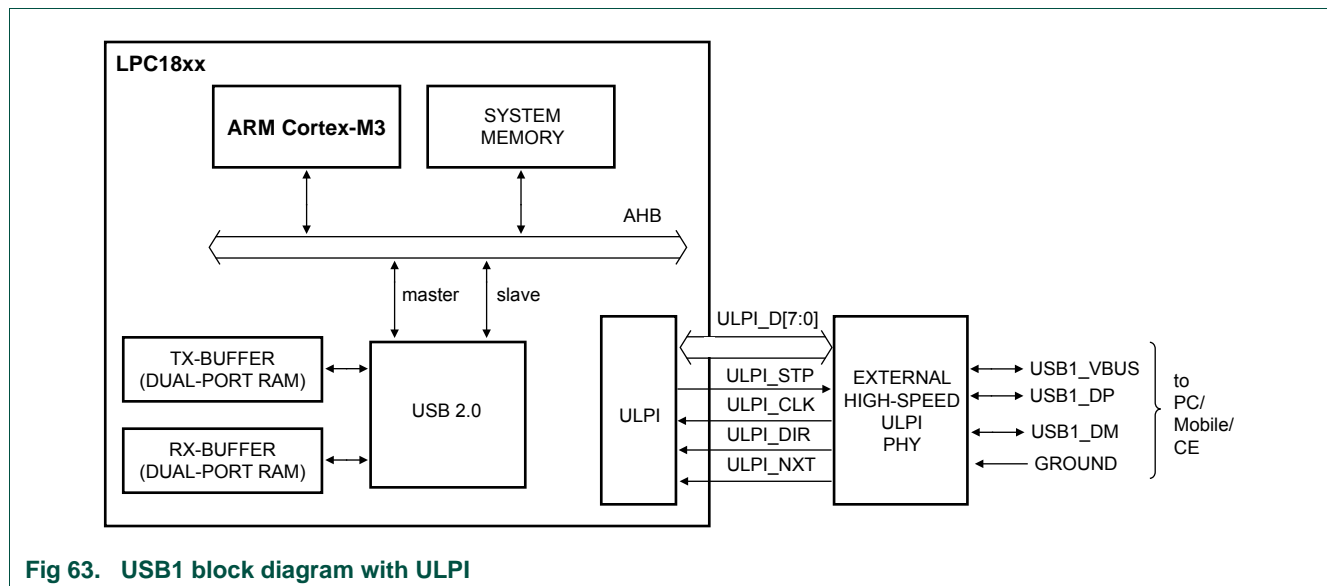 LPC18xx
ARM Cortex-M3
SYSTEM
MEMORY
AHB
master
slave
TX-BUFFER
(DUAL-PORT RAM)
RX-BUFFER
(DUAL-PORT RAM)
USB 2.0
ULPI
ULPI_D[7:0]
ULPI_STP
ULPI_CLK
ULPI_DIR
ULPI_NXT
EXTERNAL
HIGH-SPEED
ULPI
PHY
USB1_VBUS
USB1_DP
USB1_DM
GROUND
to
PC/
Mobile/
CE
Fig 63. USB1 block diagram with ULPI